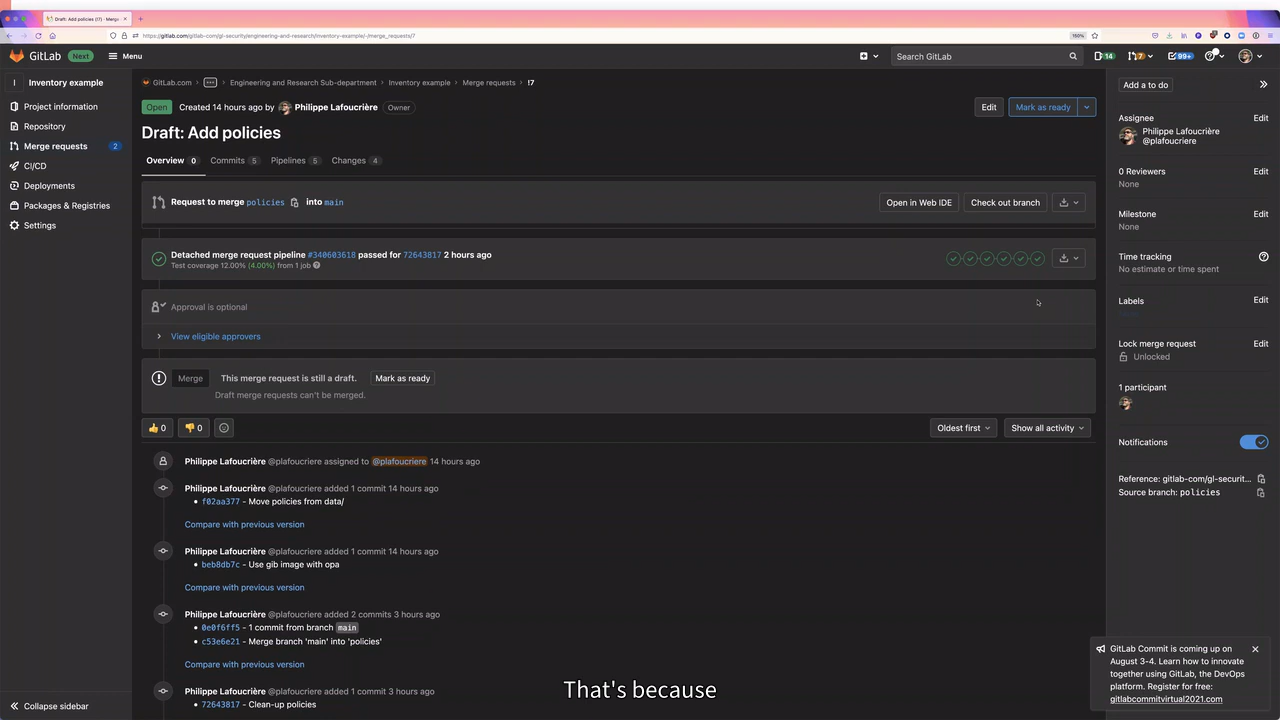 Draft: Add policies (!7) · Merge
https://gitlab.com/gitlab-com/gl-security/engineering-and-research/inventory-example/-/merge_requests/7
150%
GitLab Next Menu
Search GitLab
14
7
99+
I Inventory example
Project information
Repository
Merge requests 2
CI/CD
Deployments
Packages & Registries
Settings
Collapse sidebar
GitLab.com Engineering and Research Sub-department Inventory example Merge requests !7
Open Created 14 hours ago by Philippe Lafoucrière Owner
Edit Mark as ready
Draft: Add policies
Overview 0 Commits 5 Pipelines 5 Changes 4
Request to merge policies into main
Open in Web IDE Check out branch
Detached merge request pipeline #340603618 passed for 72643817 2 hours ago
Test coverage 12.00% (4.00%) from 1 job
Approval is optional
View eligible approvers
Merge This merge request is still a draft. Mark as ready
Draft merge requests can't be merged.
0 0
Oldest first Show all activity
Philippe Lafoucrière @plafoucriere assigned to @plafoucriere 14 hours ago
Philippe Lafoucrière @plafoucriere added 1 commit 14 hours ago
• f02aa377 - Move policies from data/
Compare with previous version
Philippe Lafoucrière @plafoucriere added 1 commit 14 hours ago
• beb8db7c - Use gib image with opa
Compare with previous version
Philippe Lafoucrière @plafoucriere added 2 commits 3 hours ago
• 0e0f6ff5 - 1 commit from branch main
• c53e6e21 - Merge branch 'main' into 'policies'
Compare with previous version
Philippe Lafoucrière @plafoucriere added 1 commit 3 hours ago
• 72643817 - Clean-up policies
Add a to do
Assignee Edit
Philippe Lafoucrière
@plafoucriere
0 Reviewers Edit
None
Milestone Edit
None
Time tracking
No estimate or time spent
Labels Edit
Lock merge request Edit
Unlocked
1 participant
Notifications
Reference: gitlab-com/gl-securit...
Source branch: policies
GitLab Commit is coming up on
August 3-4. Learn how to innovate
together using GitLab, the DevOps
platform. Register for free:
gitlabcommitvirtual2021.com
That's because